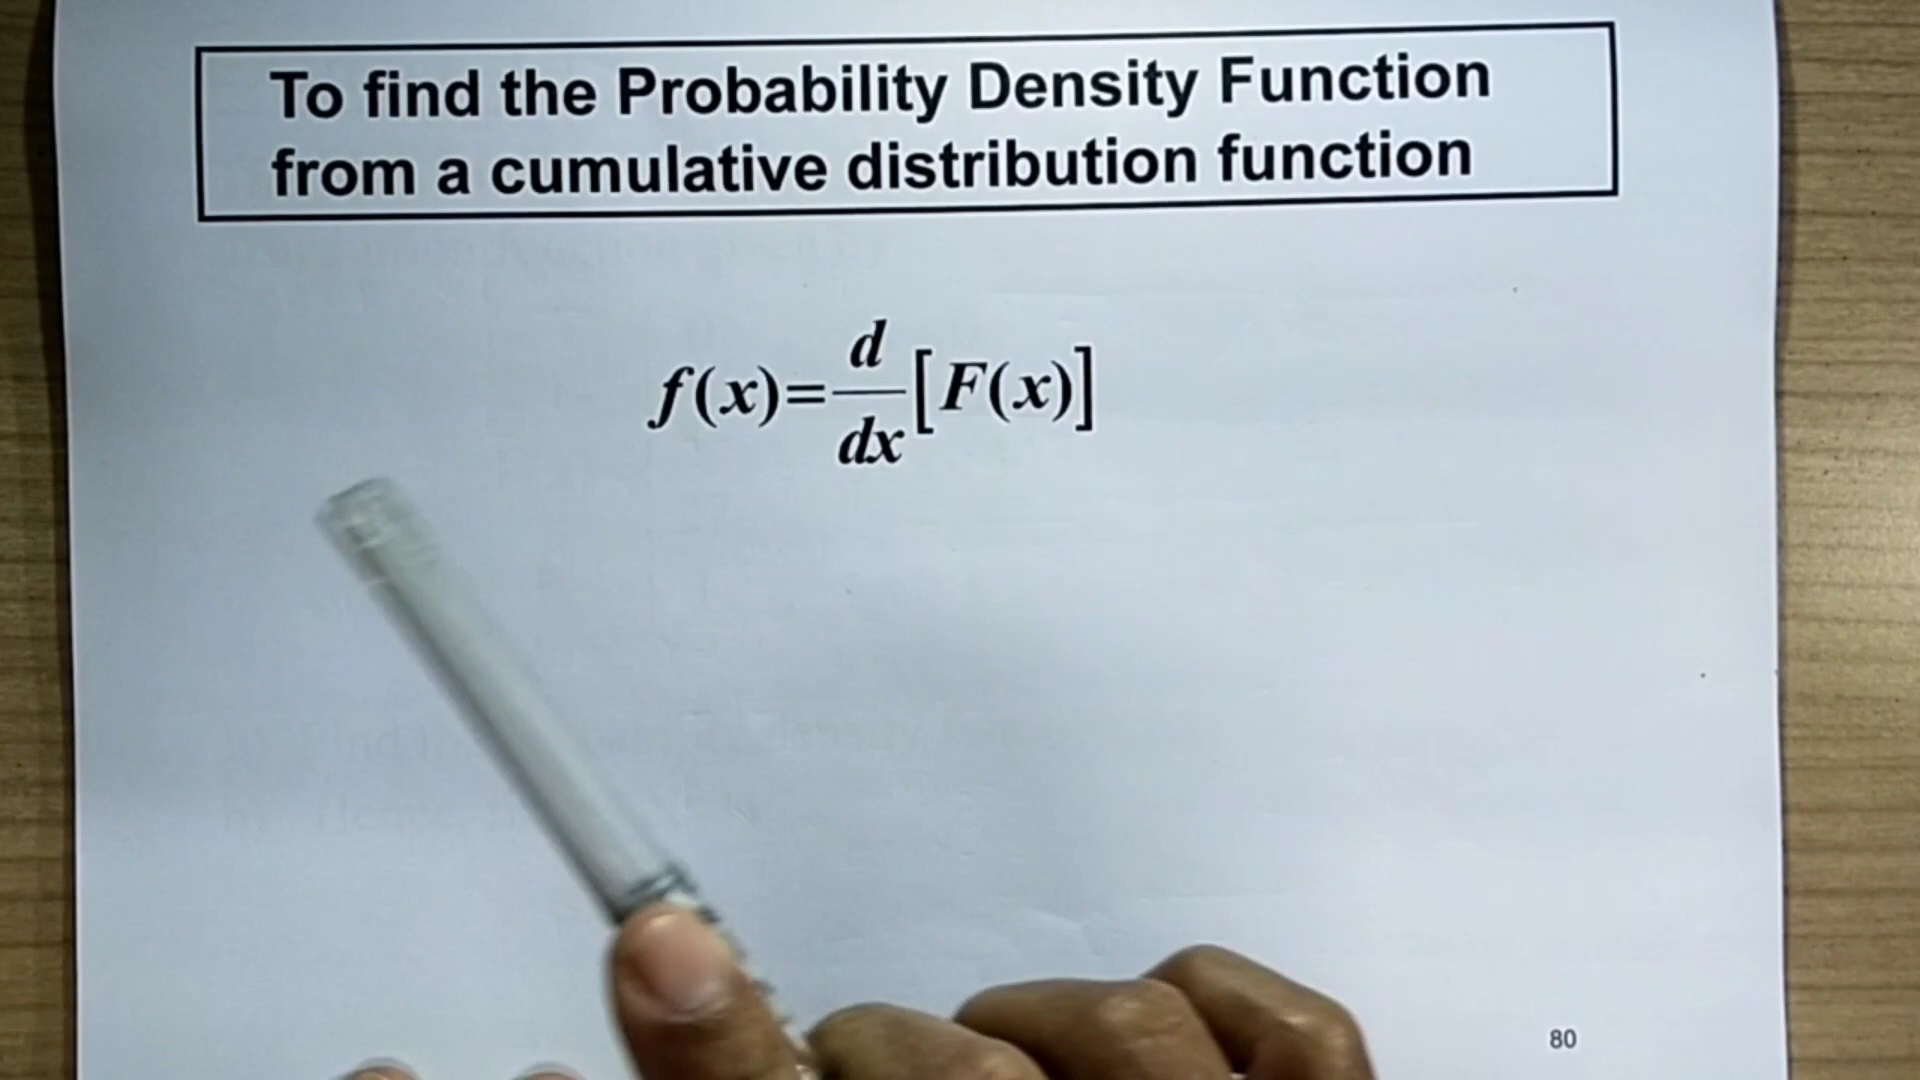 To find the Probability Density Function
from a cumulative distribution function
f(x)=d/dx[F(x)]
80